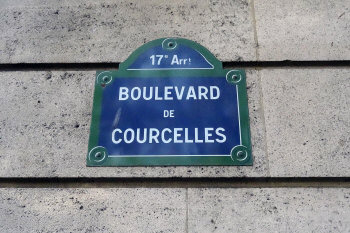 17e Arrt
BOULEVARD
DE
COURCELLES